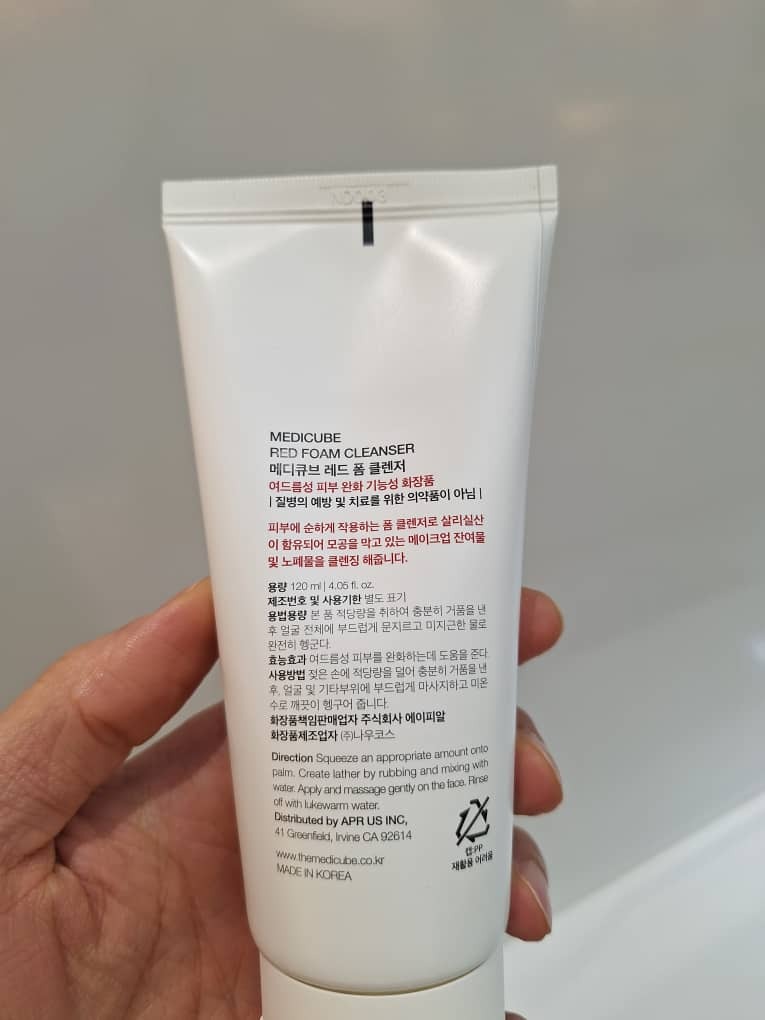 MEDICUBE
RED FOAM CLEANSER
메디큐브 레드 폼 클렌저
여드름성 피부 완화 기능성 화장품
| 질병의 예방 및 치료를 위한 의약품이 아님 |
피부에 순하게 작용하는 폼 클렌저로 살리실산
이 함유되어 모공을 막고 있는 메이크업 잔여물
및 노폐물을 클렌징 해줍니다.
용량 120 ml | 4.05 fl. oz.
제조번호 및 사용기한 별도 표기
용법용량 본 품 적당량을 취하여 충분히 거품을 낸
후 얼굴 전체에 부드럽게 문지르고 미지근한 물로
완전히 헹군다.
효능효과 여드름성 피부를 완화하는데 도움을 준다.
사용방법 젖은 손에 적당량을 덜어 충분히 거품을 낸
후, 얼굴 및 기타부위에 부드럽게 마사지하고 미온
수로 깨끗이 헹구어 줍니다.
화장품책임판매업자 주식회사 에이피알
화장품제조업자 (주)나우코스
Direction Squeeze an appropriate amount onto
palm. Create lather by rubbing and mixing with
water. Apply and massage gently on the face. Rinse
off with lukewarm water.
Distributed by APR US INC,
41 Greenfield, Irvine CA 92614
www.themedicube.co.kr
MADE IN KOREA
캡:PP
재활용 어려움